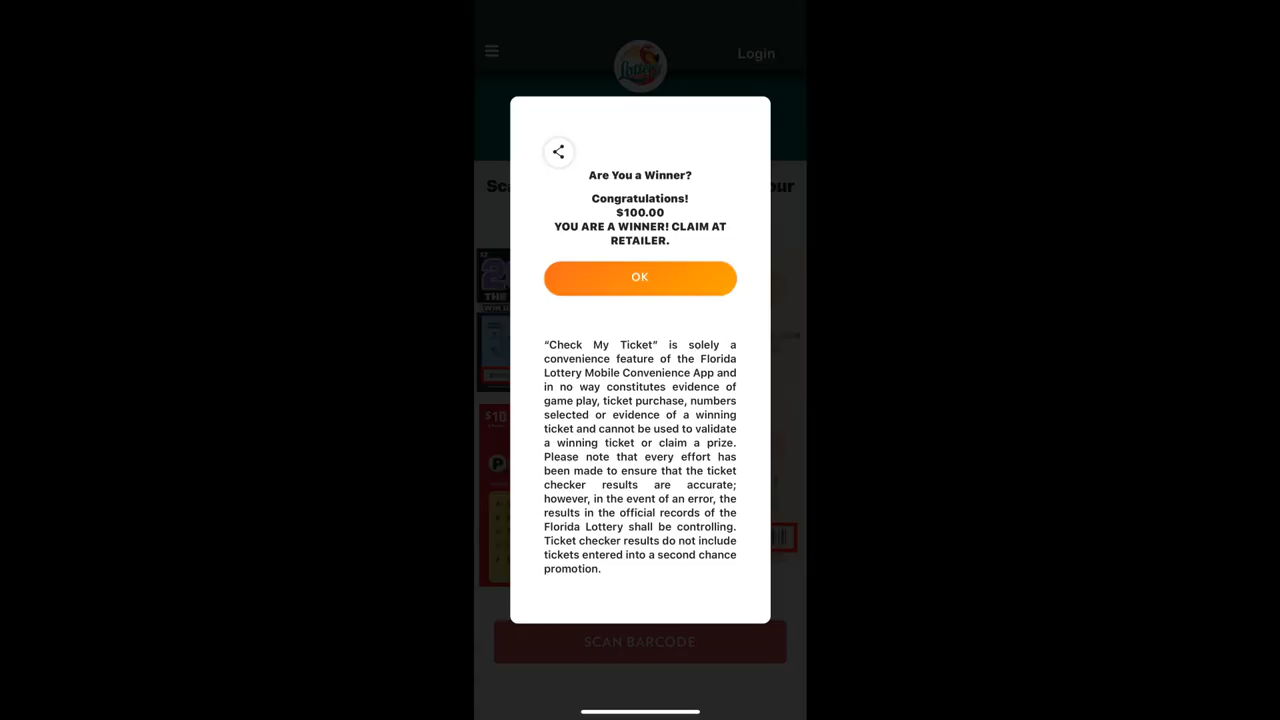 Login
Lottery
Are You a Winner?
Congratulations!
$100.00
YOU ARE A WINNER! CLAIM AT
RETAILER.
OK
“Check My Ticket” is solely a
convenience feature of the Florida
Lottery Mobile Convenience App and
in no way constitutes evidence of
game play, ticket purchase, numbers
selected or evidence of a winning
ticket and cannot be used to validate
a winning ticket or claim a prize.
Please note that every effort has
been made to ensure that the ticket
checker results are accurate;
however, in the event of an error, the
results in the official records of the
Florida Lottery shall be controlling.
Ticket checker results do not include
tickets entered into a second chance
promotion.
$10
P
SCAN BARCODE